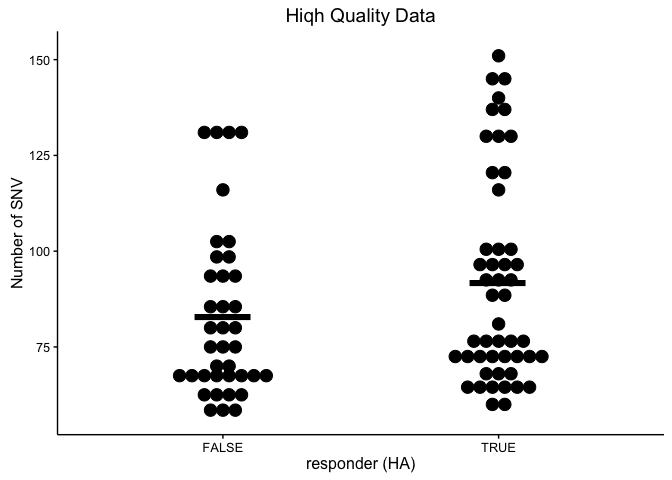 Hiqh Quality Data
Number of SNV
150
125
100
75
FALSE
TRUE
responder (HA)